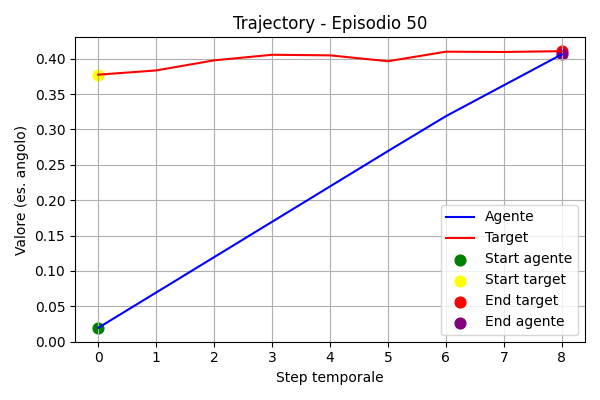 Trajectory - Episodio 50
Valore (es. angolo)
0.40
0.35
0.30
0.25
0.20
0.15
0.10
0.05
0.00
0 1 2 3 4 5 6 7 8
Step temporale
Agente
Target
Start agente
Start target
End target
End agente